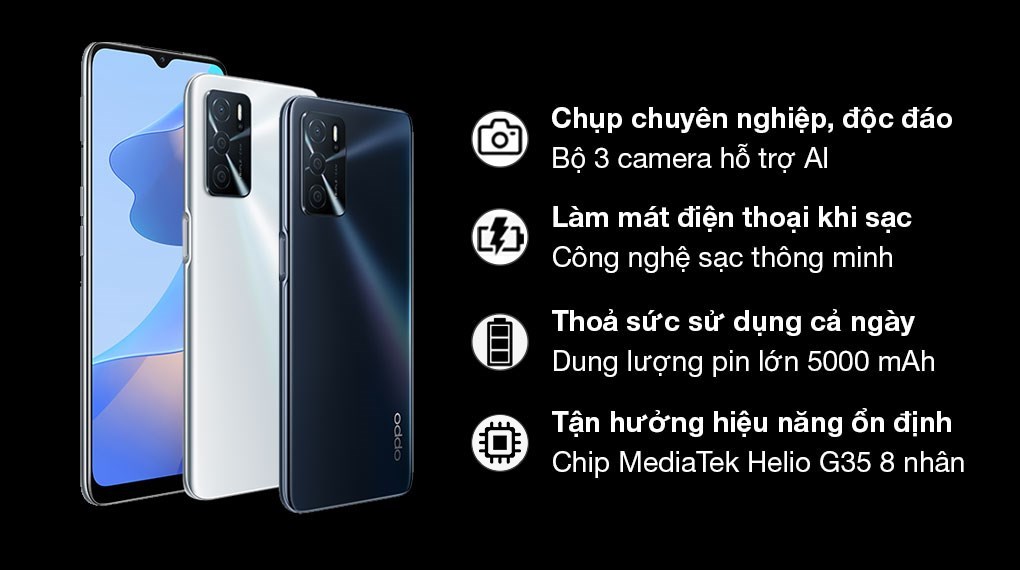 Chụp chuyên nghiệp, độc đáo
Bộ 3 camera hỗ trợ AI
Làm mát điện thoại khi sạc
Công nghệ sạc thông minh
Thoả sức sử dụng cả ngày
Dung lượng pin lớn 5000 mAh
Tận hưởng hiệu năng ổn định
Chip MediaTek Helio G35 8 nhân
oppo